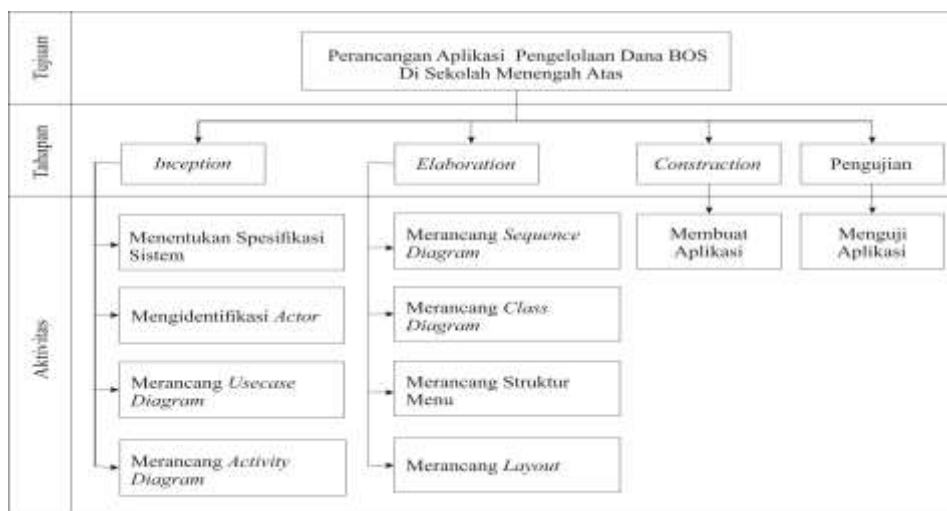 Tujuan
Perancangan Aplikasi Pengelolaan Dana BOS
Di Sekolah Menengah Atas
Tahapan
Inception
Elaboration
Constraction
Pengujian
Aktivitas
Menentukan Spesifikasi
Sistem
Mengidentifikasi Actor
Merancang Usecase
Diagram
Merancang Activity
Diagram
Merancang Sequence
Diagram
Merancang Class
Diagram
Merancang Struktur
Menu
Merancang Layout
Membuat
Aplikasi
Menguji
Aplikasi